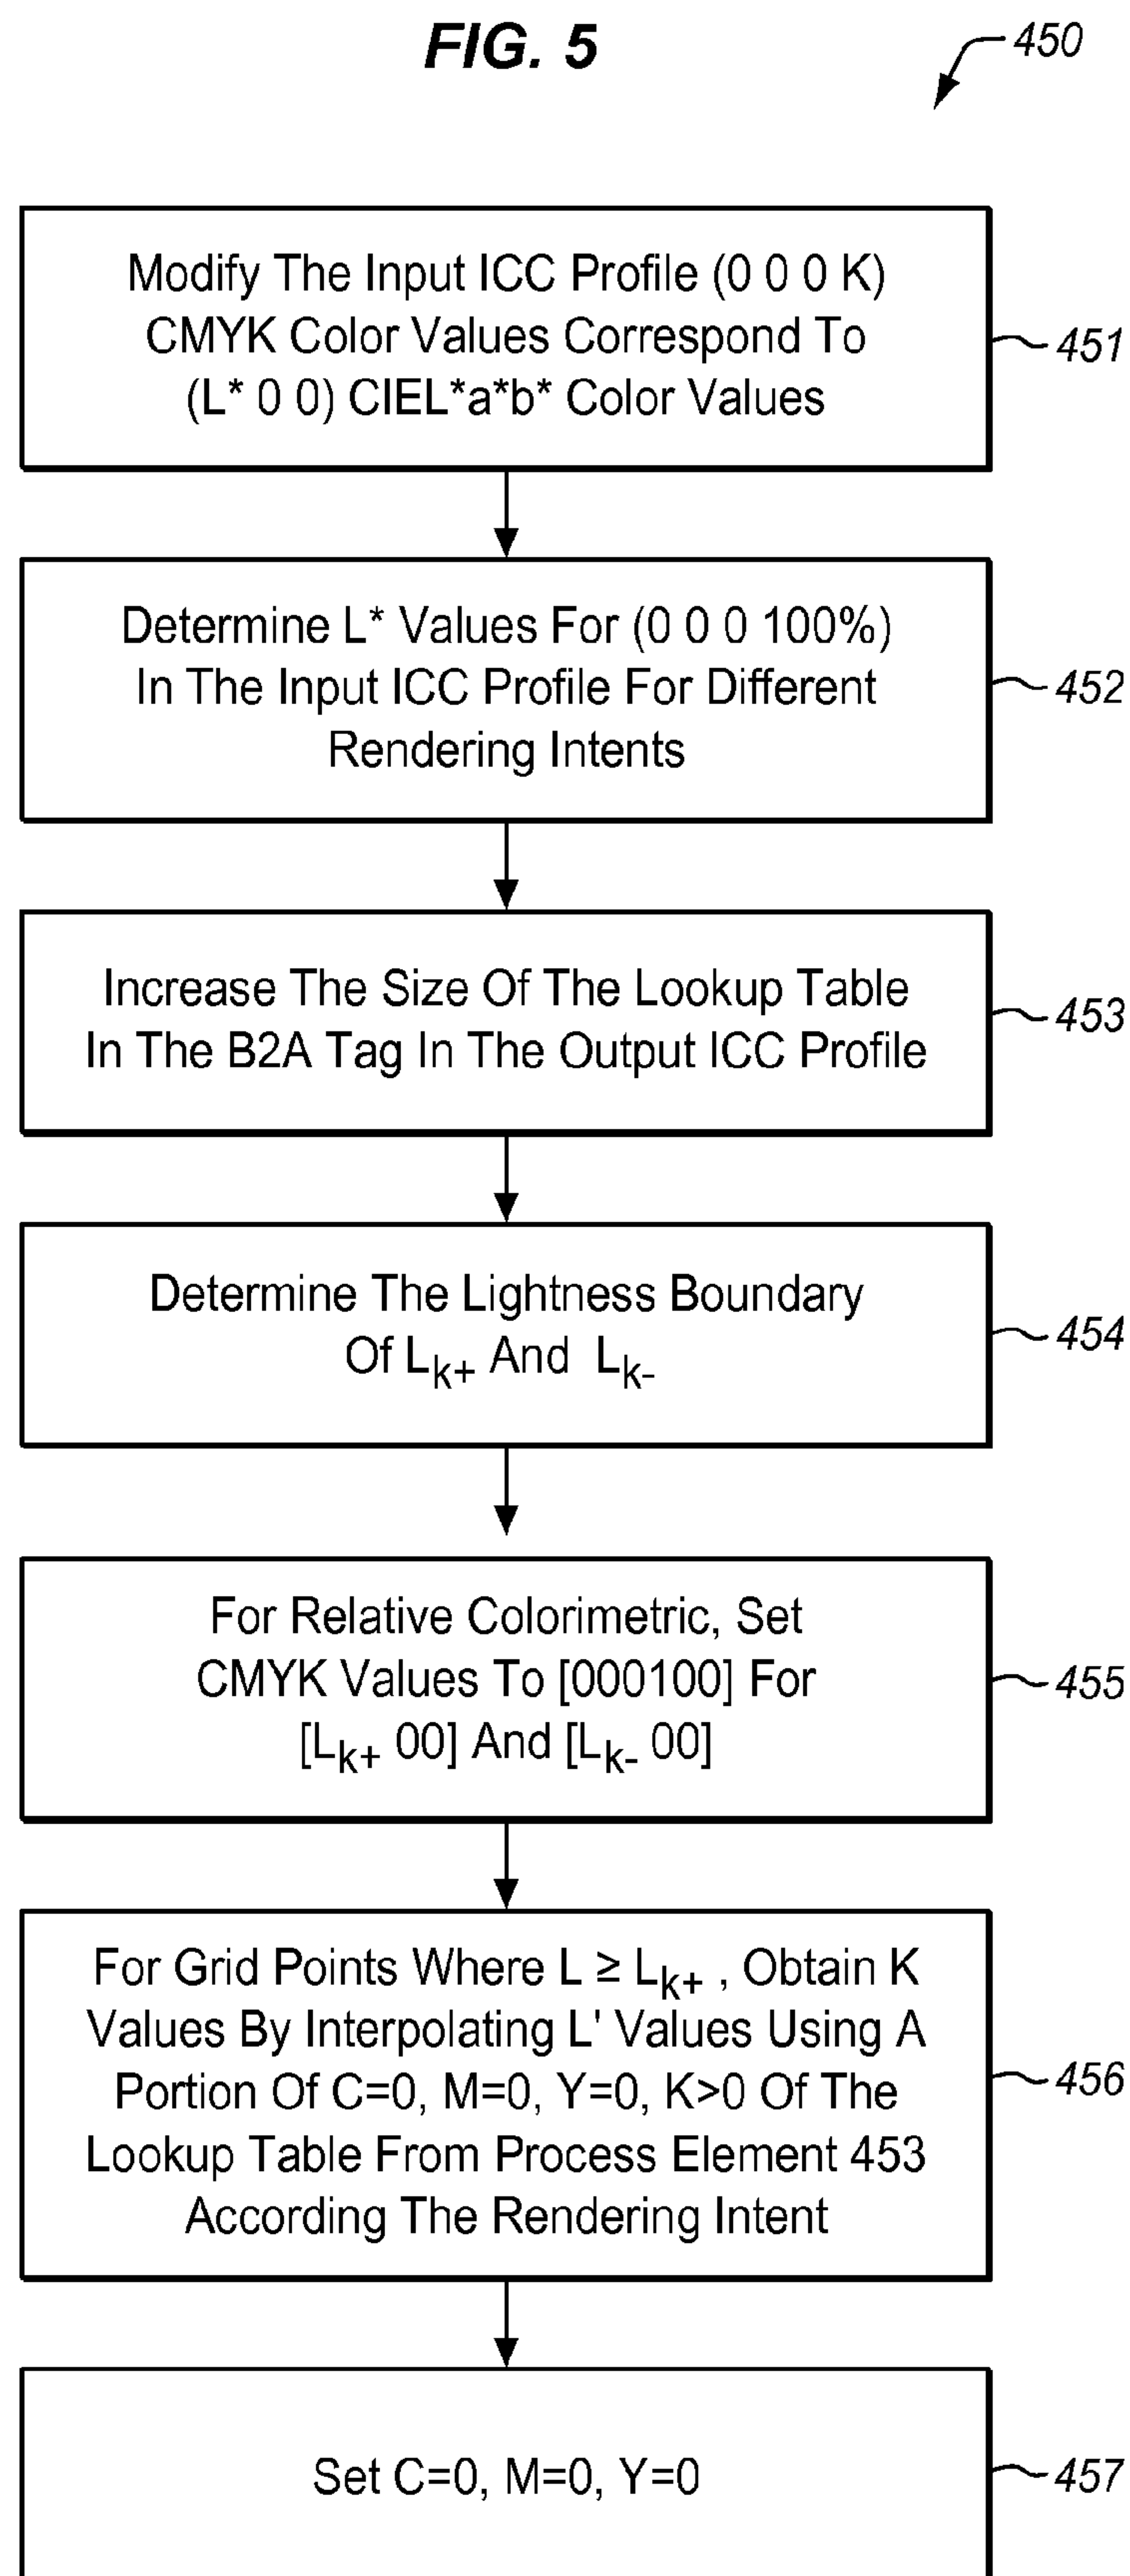 FIG. 5
450
Modify The Input ICC Profile (0 0 0 K)
CMYK Color Values Correspond To
(L* 0 0) CIEL*a*b* Color Values
451
Determine L* Values For (0 0 0 100%)
In The Input ICC Profile For Different
Rendering Intents
452
Increase The Size Of The Lookup Table
In The B2A Tag In The Output ICC Profile
453
Determine The Lightness Boundary
Of Lk+ And Lk-
454
For Relative Colorimetric, Set
CMYK Values To [000100] For
[Lk+ 00] And [Lk- 00]
455
For Grid Points Where L ≥ Lk+ , Obtain K
Values By Interpolating L' Values Using A
Portion Of C=0, M=0, Y=0, K>0 Of The
Lookup Table From Process Element 453
According The Rendering Intent
456
Set C=0, M=0, Y=0
457